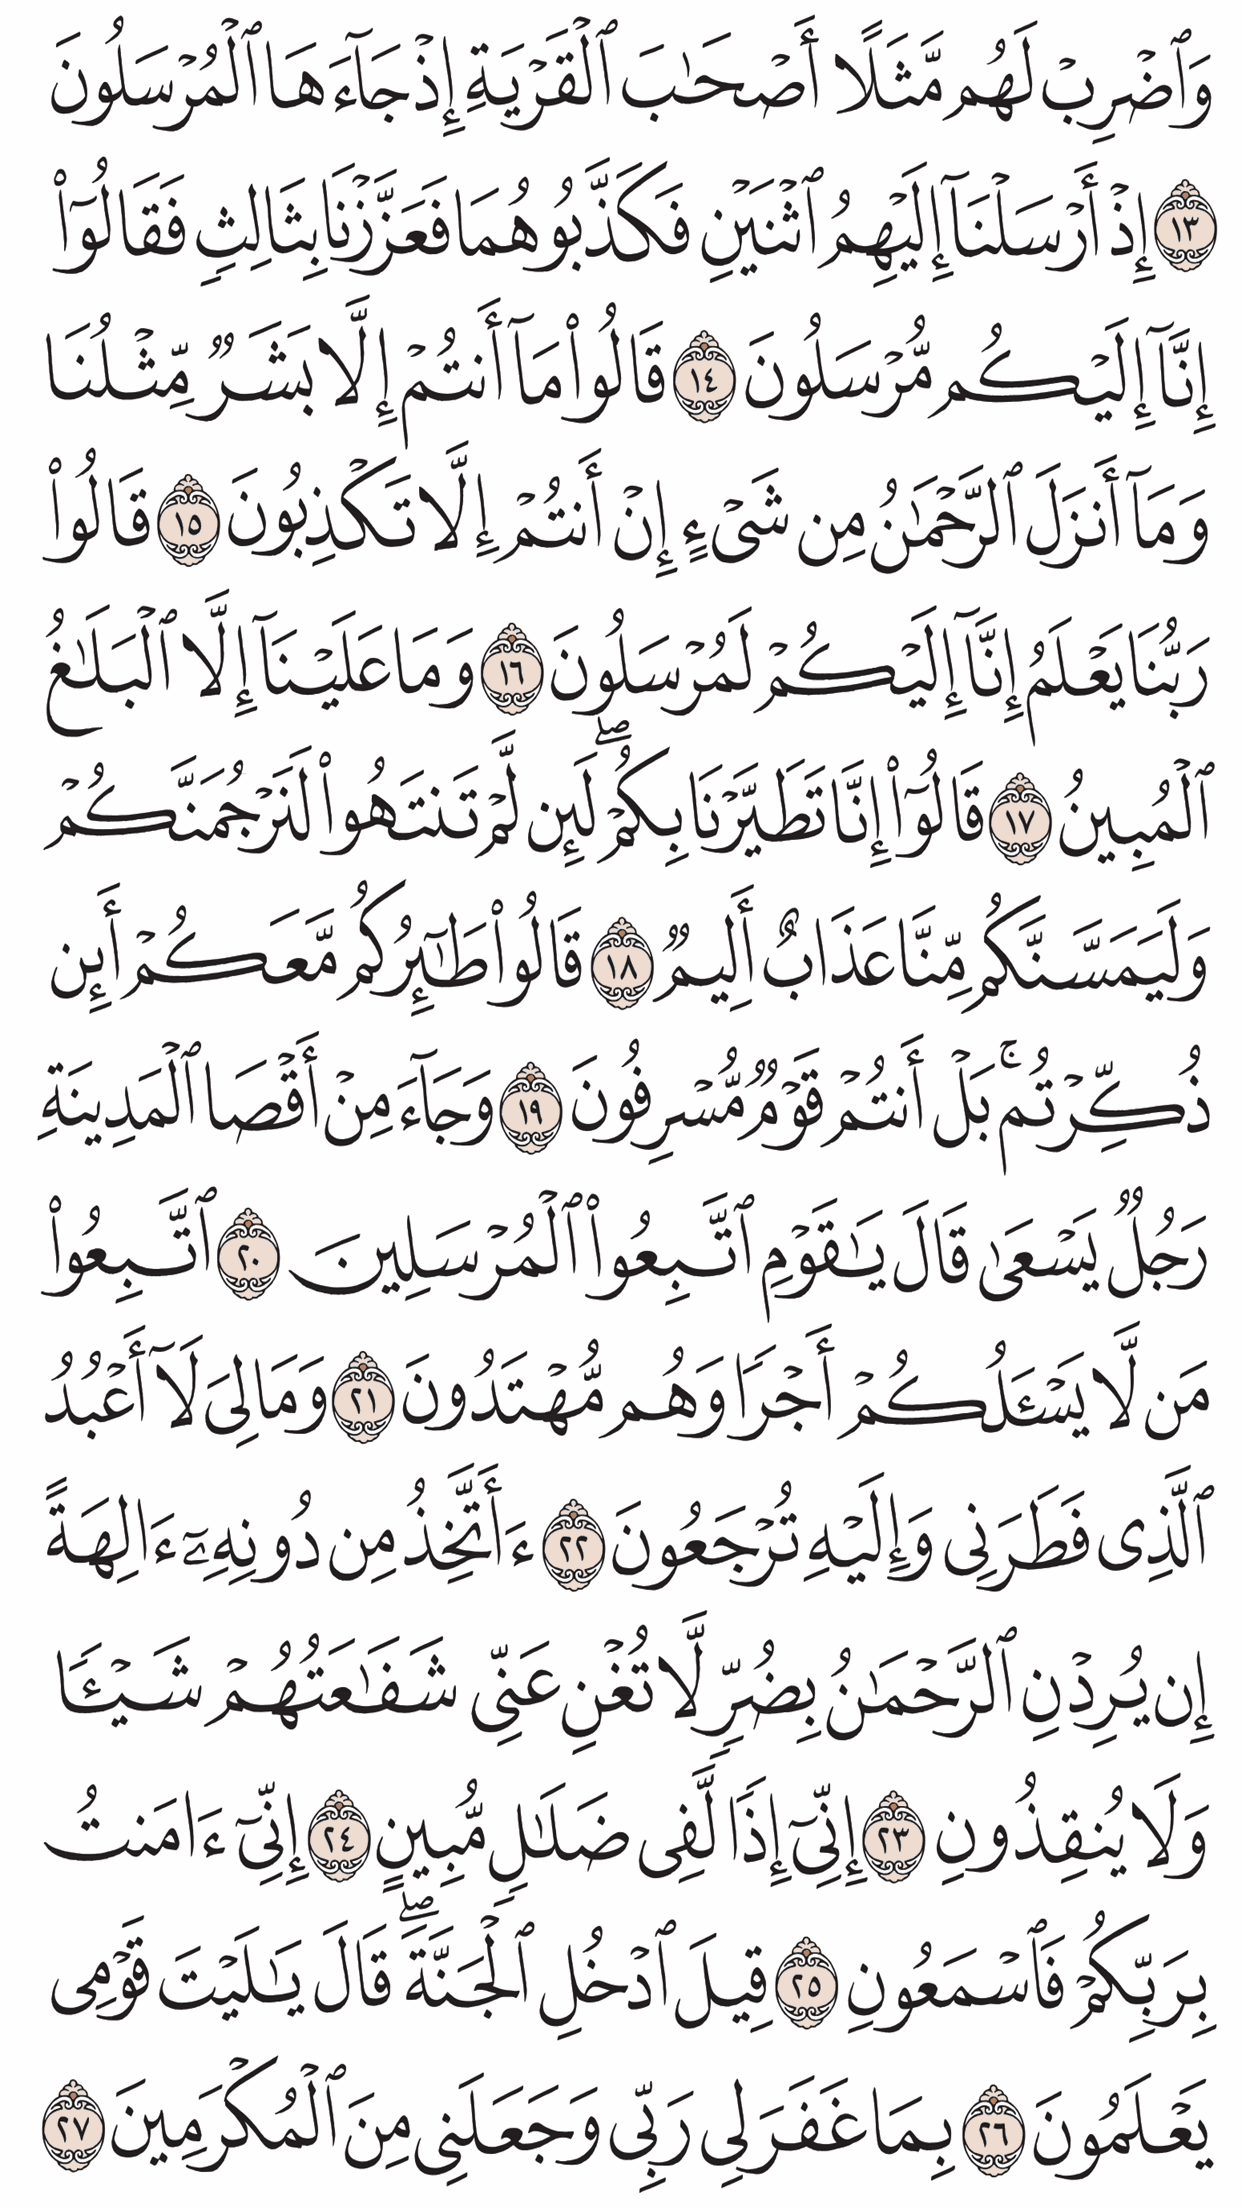 وَٱضْرِبْ لَهُم مَّثَلًا أَصْحَٰبَ ٱلْقَرْيَةِ إِذْ جَآءَهَا ٱلْمُرْسَلُونَ
١٣ إِذْ أَرْسَلْنَآ إِلَيْهِمُ ٱثْنَيْنِ فَكَذَّبُوهُمَا فَعَزَّزْنَا بِثَالِثٍ فَقَالُوٓا۟
إِنَّآ إِلَيْكُم مُّرْسَلُونَ ١٤ قَالُوا۟ مَآ أَنتُمْ إِلَّا بَشَرٌ مِّثْلُنَا
وَمَآ أَنزَلَ ٱلرَّحْمَٰنُ مِن شَىْءٍ إِنْ أَنتُمْ إِلَّا تَكْذِبُونَ ١٥ قَالُوا۟
رَبُّنَا يَعْلَمُ إِنَّآ إِلَيْكُمْ لَمُرْسَلُونَ ١٦ وَمَا عَلَيْنَآ إِلَّا ٱلْبَلَٰغُ
ٱلْمُبِينُ ١٧ قَالُوٓا۟ إِنَّا تَطَيَّرْنَا بِكُمْ ۖ لَئِن لَّمْ تَنتَهُوا۟ لَنَرْجُمَنَّكُمْ
وَلَيَمَسَّنَّكُم مِّنَّا عَذَابٌ أَلِيمٌ ١٨ قَالُوا۟ طَٰٓئِرُكُم مَّعَكُمْ أَئِن
ذُكِّرْتُم ۚ بَلْ أَنتُمْ قَوْمٌ مُّسْرِفُونَ ١٩ وَجَآءَ مِنْ أَقْصَا ٱلْمَدِينَةِ
رَجُلٌ يَسْعَىٰ قَالَ يَٰقَوْمِ ٱتَّبِعُوا۟ ٱلْمُرْسَلِينَ ٢٠ ٱتَّبِعُوا۟
مَن لَّا يَسْـَٔلُكُمْ أَجْرًا وَهُم مُّهْتَدُونَ ٢١ وَمَا لِىَ لَآ أَعْبُدُ
ٱلَّذِى فَطَرَنِى وَإِلَيْهِ تُرْجَعُونَ ٢٢ ءَأَتَّخِذُ مِن دُونِهِۦٓ ءَالِهَةً
إِن يُرِدْنِ ٱلرَّحْمَٰنُ بِضُرٍّ لَّا تُغْنِ عَنِّى شَفَٰعَتُهُمْ شَيْـًٔا
وَلَا يُنقِذُونِ ٢٣ إِنِّىٓ إِذًا لَّفِى ضَلَٰلٍ مُّبِينٍ ٢٤ إِنِّىٓ ءَامَنتُ
بِرَبِّكُمْ فَٱسْمَعُونِ ٢٥ قِيلَ ٱدْخُلِ ٱلْجَنَّةَ ۖ قَالَ يَٰلَيْتَ قَوْمِى
يَعْلَمُونَ ٢٦ بِمَا غَفَرَ لِى رَبِّى وَجَعَلَنِى مِنَ ٱلْمُكْرَمِينَ ٢٧